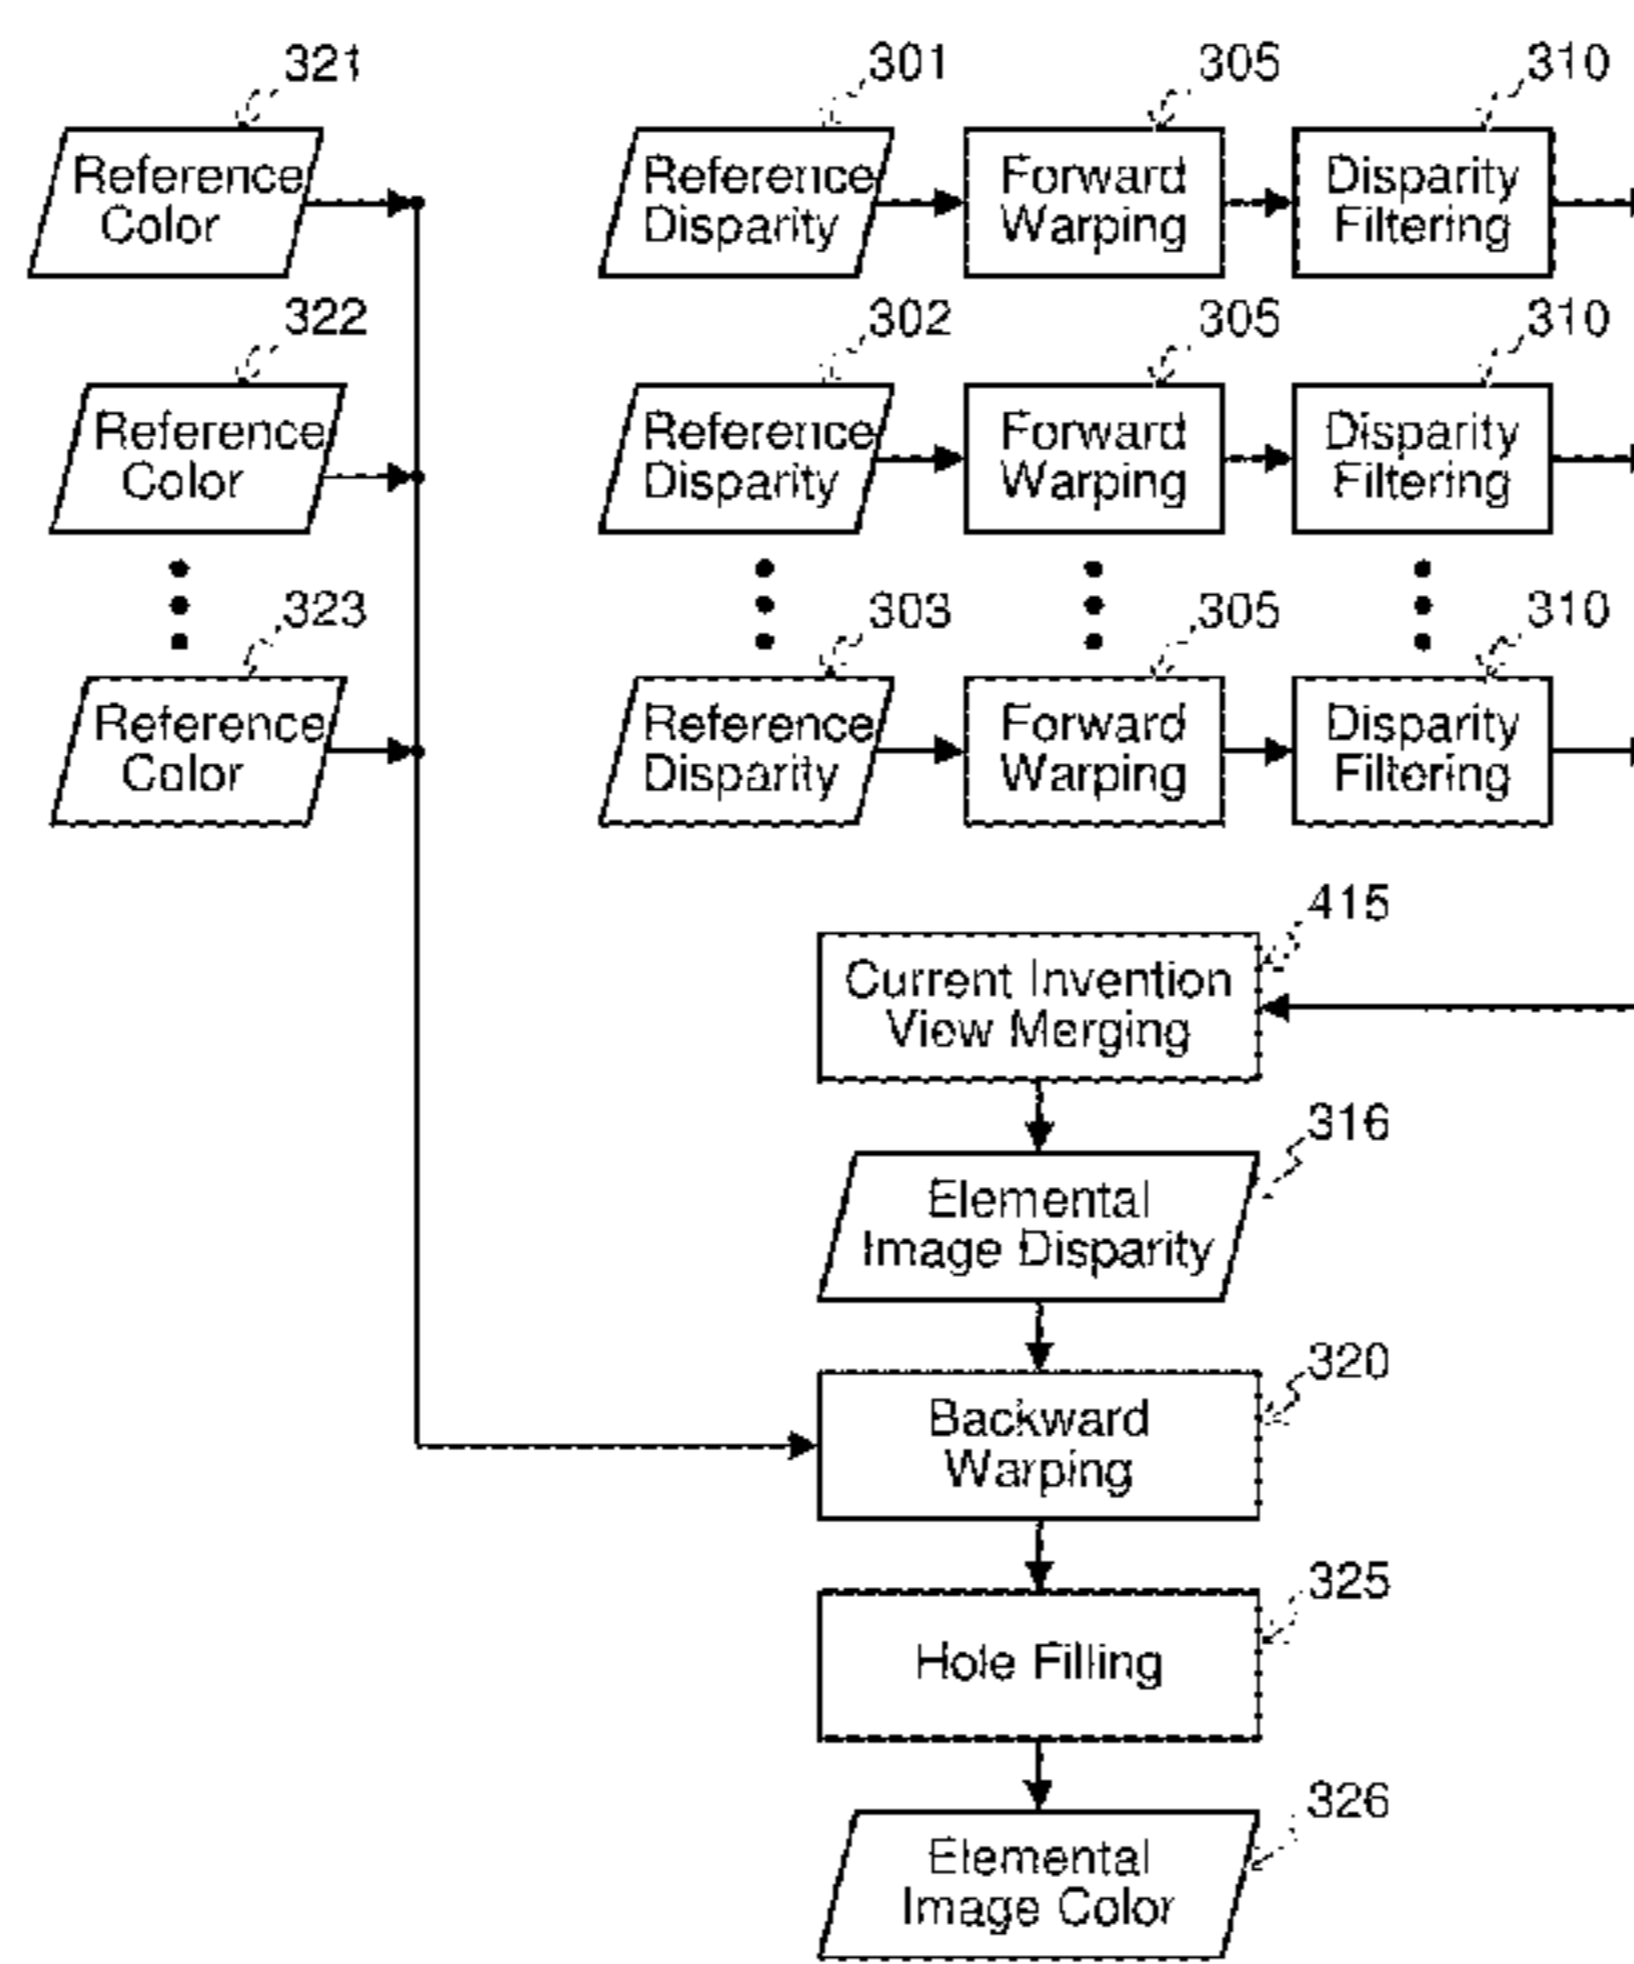 321
301
305
310
Reference
Color
Reference
Disparity
Forward
Warping
Disparity
Filtering
322
302
305
310
Reference
Color
Reference
Disparity
Forward
Warping
Disparity
Filtering
323
303
305
310
Reference
Color
Reference
Disparity
Forward
Warping
Disparity
Filtering
415
Current Invention
View Merging
316
Elemental
Image Disparity
320
Backward
Warping
325
Hole Filling
326
Elemental
Image Color